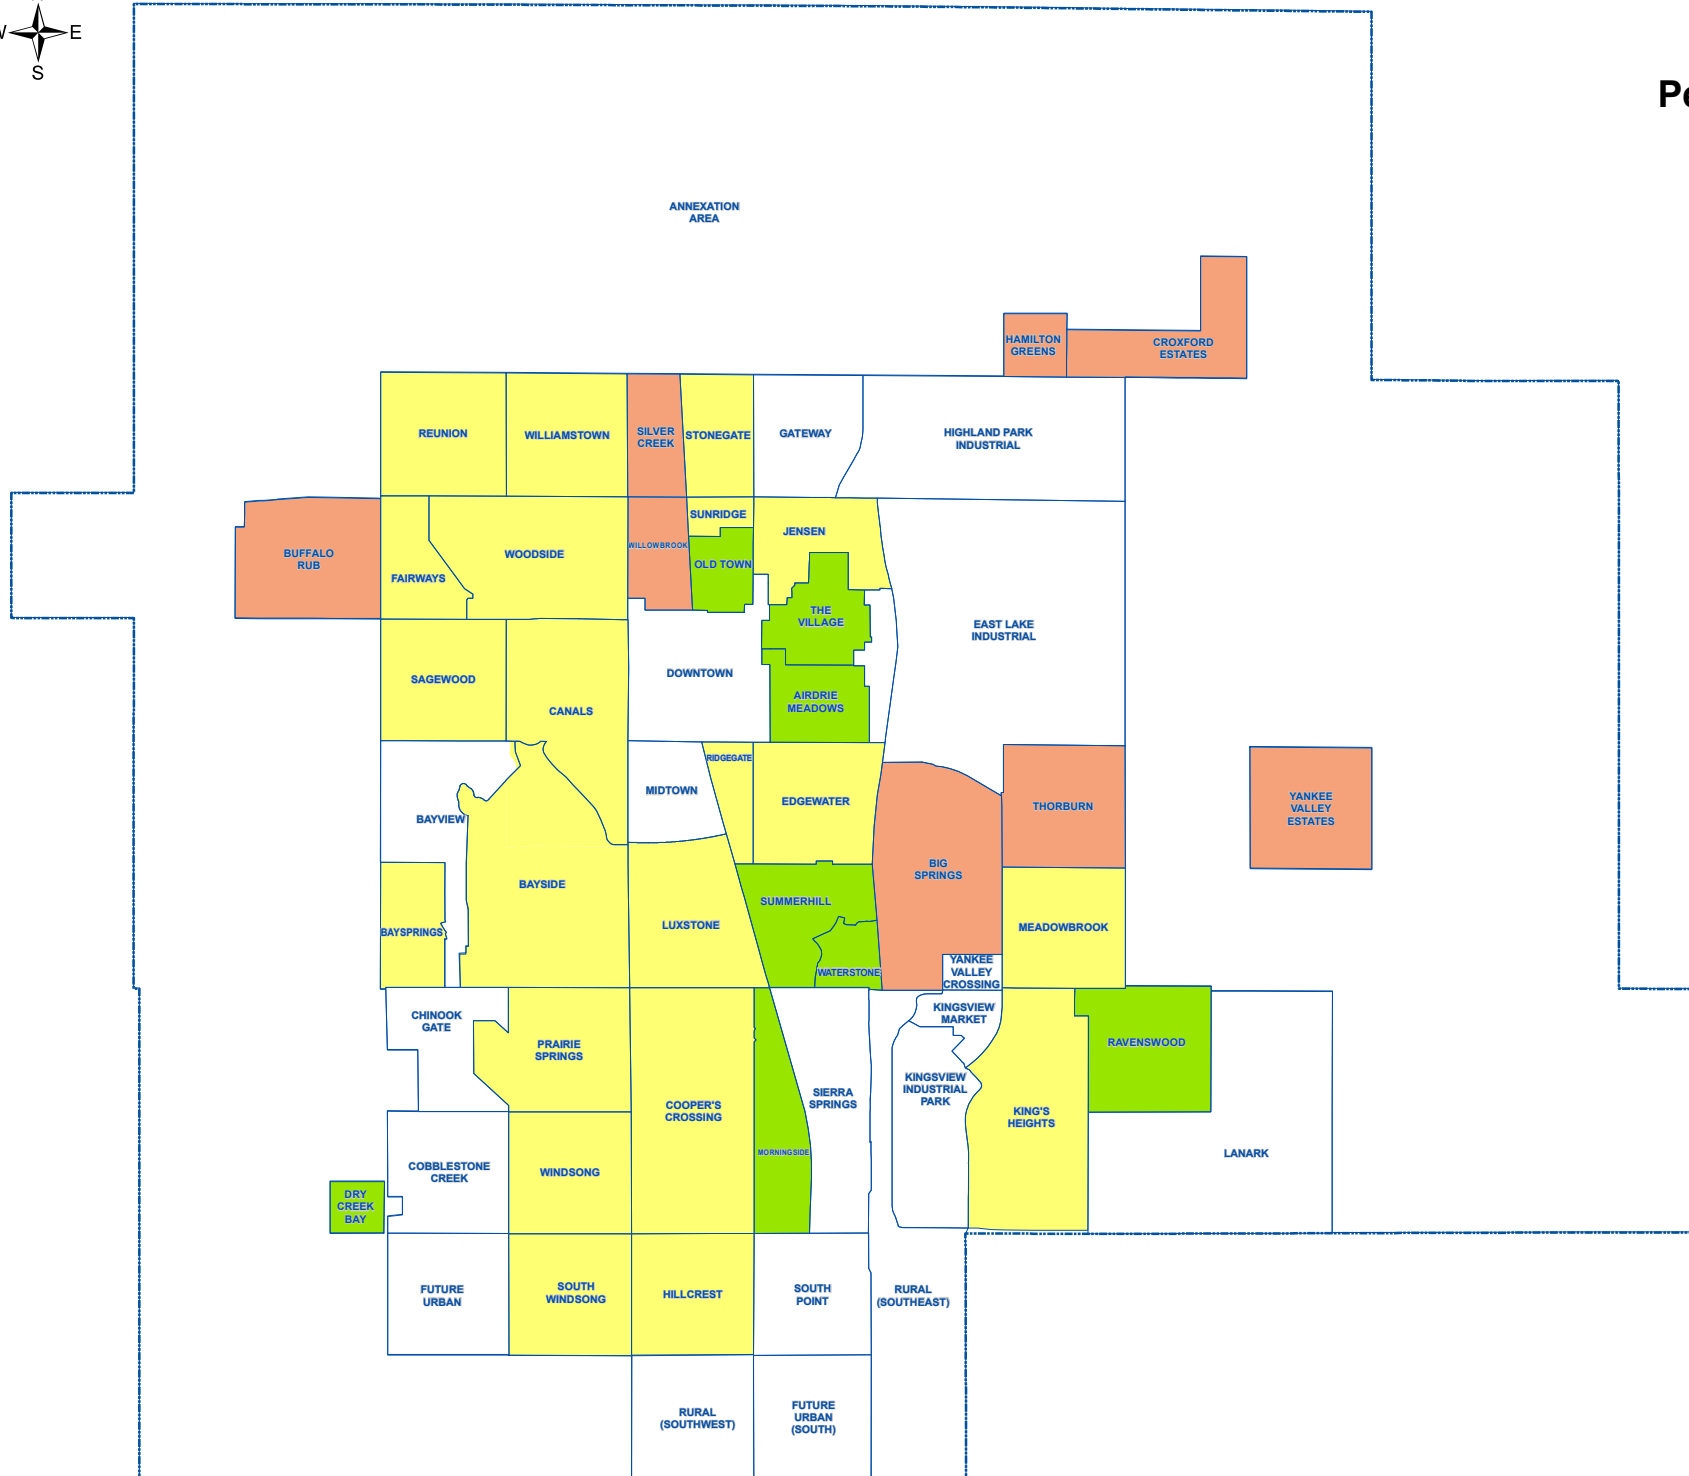 E
S
Pe
ANNEXATION
AREA
HAMILTON
GREENS
CROXFORD
ESTATES
REUNION
WILLIAMSTOWN
SILVER
CREEK
STONEGATE
GATEWAY
HIGHLAND PARK
INDUSTRIAL
BUFFALO
RUB
FAIRWAYS
WOODSIDE
WILLOWBROOK
SUNRIDGE
OLD TOWN
JENSEN
THE
VILLAGE
EAST LAKE
INDUSTRIAL
SAGEWOOD
CANALS
DOWNTOWN
AIRDRIE
MEADOWS
BAYVIEW
MIDTOWN
RIDGEGATE
EDGEWATER
BIG
SPRINGS
THORBURN
YANKEE
VALLEY
ESTATES
BAYSPRINGS
BAYSIDE
LUXSTONE
SUMMERHILL
WATERSTONE
MEADOWBROOK
YANKEE
VALLEY
CROSSING
CHINOOK
GATE
PRAIRIE
SPRINGS
COOPER'S
CROSSING
MORNINGSIDE
SIERRA
SPRINGS
KINGSVIEW
MARKET
KINGSVIEW
INDUSTRIAL
PARK
KING'S
HEIGHTS
RAVENSWOOD
LANARK
DRY
CREEK
BAY
COBBLESTONE
CREEK
WINDSONG
FUTURE
URBAN
SOUTH
WINDSONG
HILLCREST
SOUTH
POINT
RURAL
(SOUTHEAST)
RURAL
(SOUTHWEST)
FUTURE
URBAN
(SOUTH)